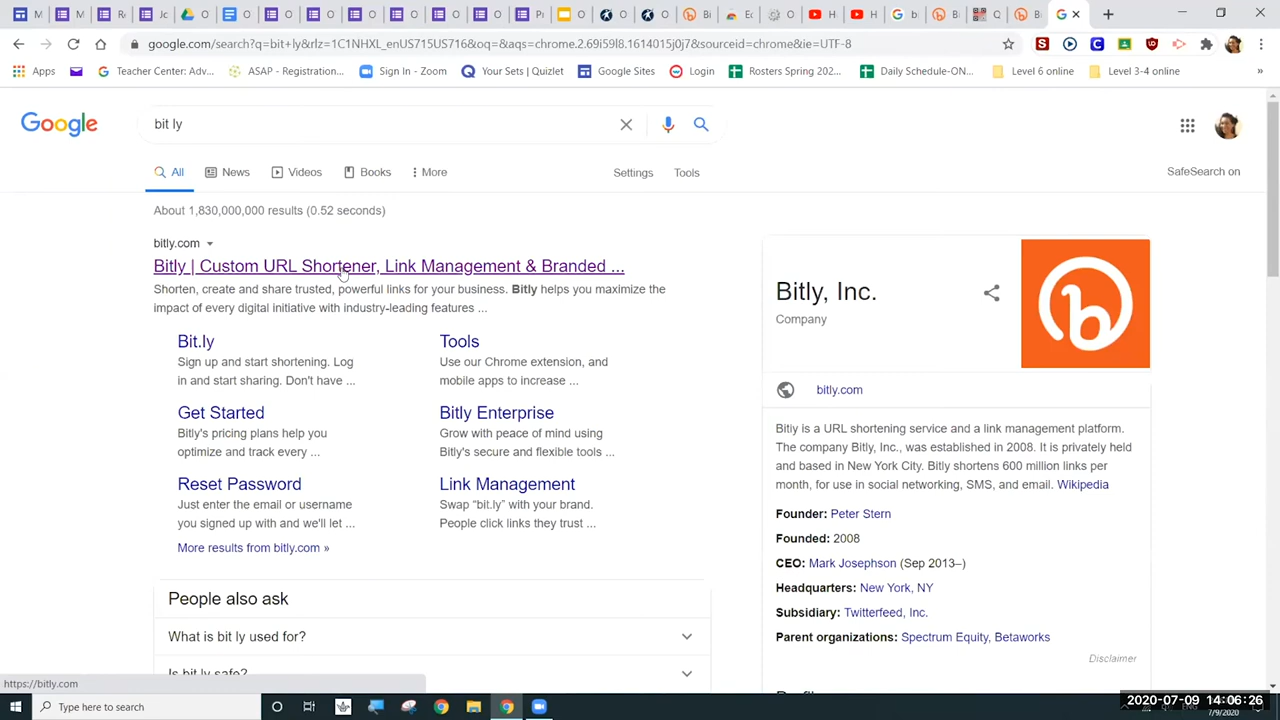 google.com/search?q=bit+ly&rlz=1C1NHXL_enUS713US716&oq=&aqs=chrome.2.69i59l8.1614015j0j7&sourceid=chrome&ie=UTF-8
Apps
Teacher Center: Adv...
ASAP - Registration...
Sign In - Zoom
Your Sets | Quizlet
Google Sites
Login
Rosters Spring 202...
Daily Schedule-ON...
Level 6 online
Level 3-4 online
»
Google
bit ly
All
News
Videos
Books
More
Settings
Tools
SafeSearch on
About 1,830,000,000 results (0.52 seconds)
bitly.com
Bitly | Custom URL Shortener, Link Management & Branded ...
Shorten, create and share trusted, powerful links for your business. Bitly helps you maximize the
impact of every digital initiative with industry-leading features ...
Bit.ly
Sign up and start shortening. Log
in and start sharing. Don't have ...
Tools
Use our Chrome extension, and
mobile apps to increase ...
Get Started
Bitly's pricing plans help you
optimize and track every ...
Bitly Enterprise
Grow with peace of mind using
Bitly's secure and flexible tools ...
Reset Password
Just enter the email or username
you signed up with and we'll let ...
Link Management
Swap “bit.ly” with your brand.
People click links they trust ...
More results from bitly.com »
People also ask
What is bit ly used for?
Is bit ly safe?
Bitly, Inc.
Company
bitly.com
Bitly is a URL shortening service and a link management platform.
The company Bitly, Inc., was established in 2008. It is privately held
and based in New York City. Bitly shortens 600 million links per
month, for use in social networking, SMS, and email. Wikipedia
Founder: Peter Stern
Founded: 2008
CEO: Mark Josephson (Sep 2013–)
Headquarters: New York, NY
Subsidiary: Twitterfeed, Inc.
Parent organizations: Spectrum Equity, Betaworks
Disclaimer
https://bitly.com
Type here to search
2020-07-09 14:06:26
7/9/2020